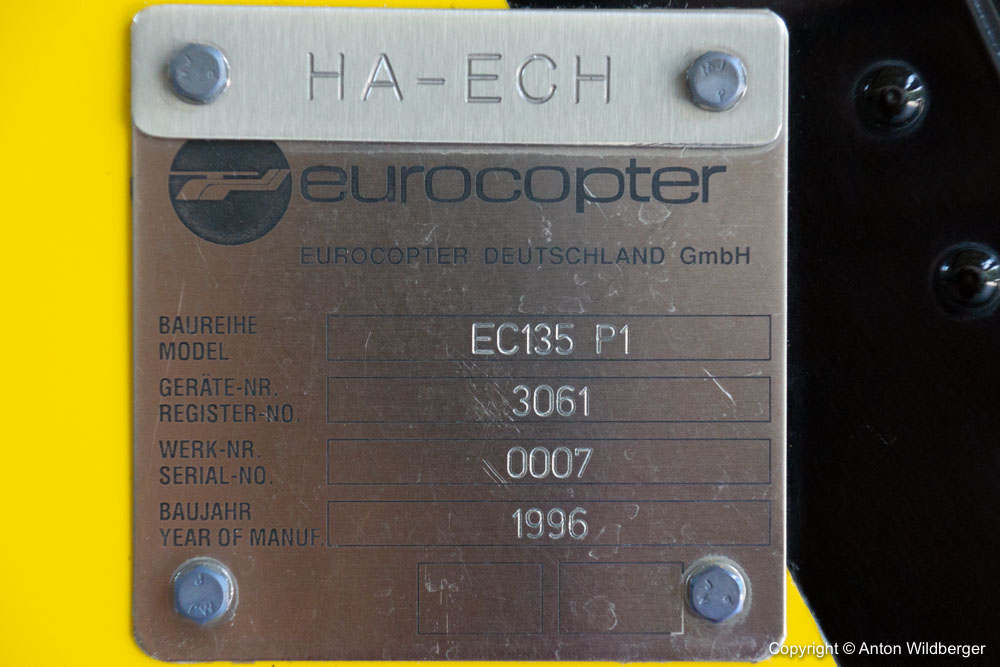 HA-ECH
eurocopter
EUROCOPTER DEUTSCHLAND GmbH
BAUREIHE
MODEL
EC135 P1
GERÄTE-NR.
REGISTER-NO.
3061
WERK-NR.
SERIAL-NO.
0007
BAUJAHR
YEAR OF MANUF.
1996
Copyright © Anton Wildberger